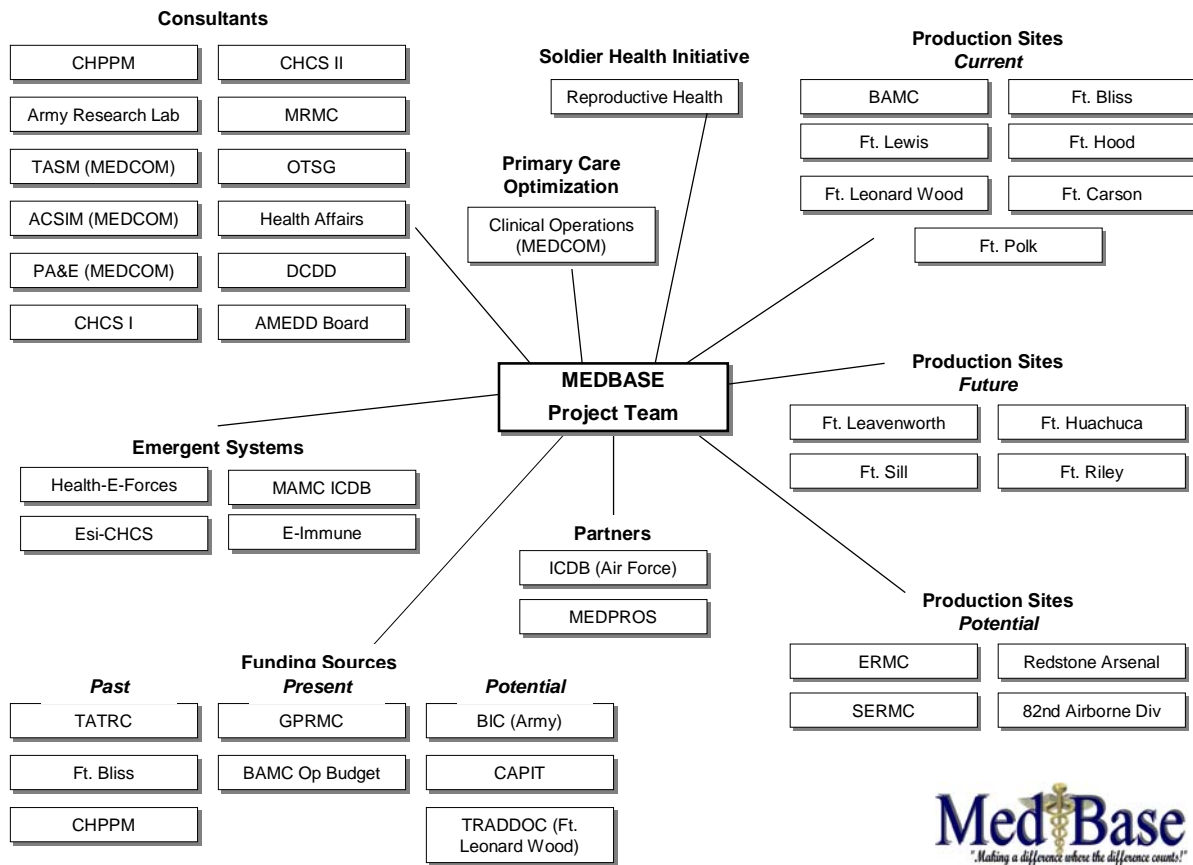 Consultants
CHPPM
CHCS II
Army Research Lab
MRMC
TASM (MEDCOM)
OTSG
ACSIM (MEDCOM)
Health Affairs
PA&E (MEDCOM)
DCDD
CHCS I
AMEDD Board
Soldier Health Initiative
Reproductive Health
Primary Care
Optimization
Clinical Operations
(MEDCOM)
Production Sites
Current
BAMC
Ft. Bliss
Ft. Lewis
Ft. Hood
Ft. Leonard Wood
Ft. Carson
Ft. Polk
MEDBASE
Project Team
Production Sites
Future
Ft. Leavenworth
Ft. Huachuca
Ft. Sill
Ft. Riley
Emergent Systems
Health-E-Forces
MAMC ICDB
Esi-CHCS
E-Immune
Partners
ICDB (Air Force)
MEDPROS
Production Sites
Potential
ERMC
Redstone Arsenal
SERMC
82nd Airborne Div
Funding Sources
Past
Present
Potential
TATRC
GPRMC
BIC (Army)
Ft. Bliss
BAMC Op Budget
CAPIT
CHPPM
TRADDOC (Ft.
Leonard Wood)
Med Base
"Making a difference where the difference counts!"